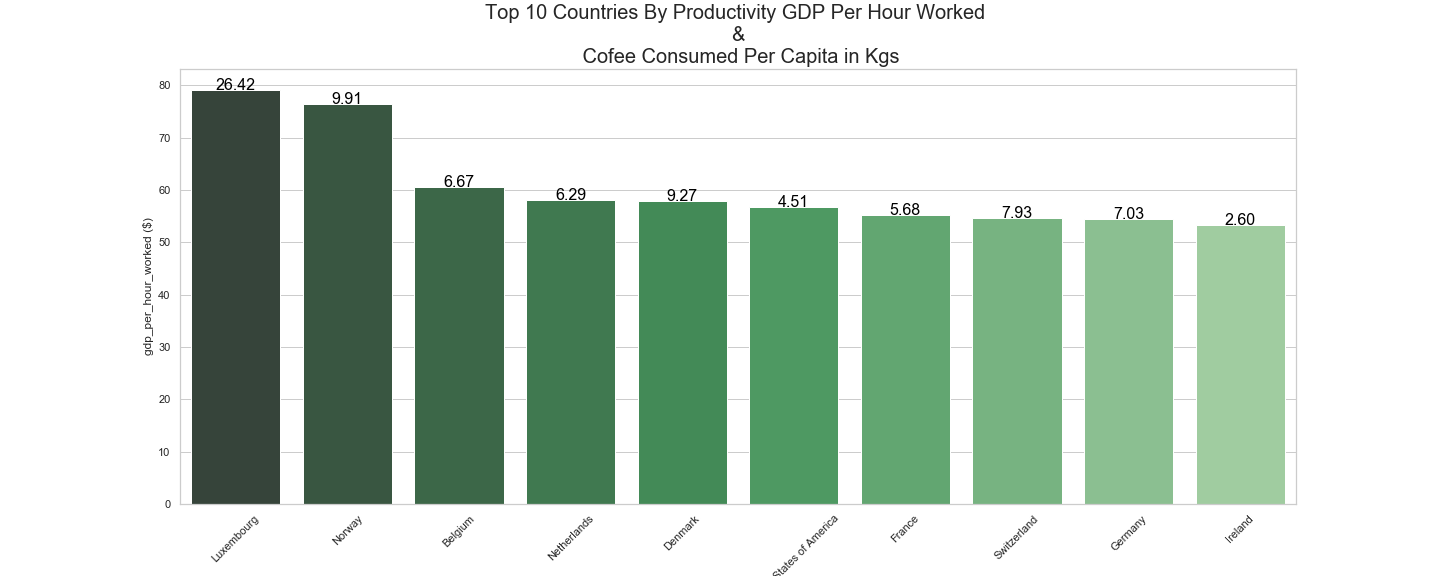 Top 10 Countries By Productivity GDP Per Hour Worked
&
Cofee Consumed Per Capita in Kgs
26.42
9.91
6.67
6.29
9.27
4.51
5.68
7.93
7.03
2.60
80
70
60
50
40
30
20
10
0
gdp_per_hour_worked ($)
Luxembourg
Norway
Belgium
Netherlands
Denmark
States of America
France
Switzerland
Germany
Ireland